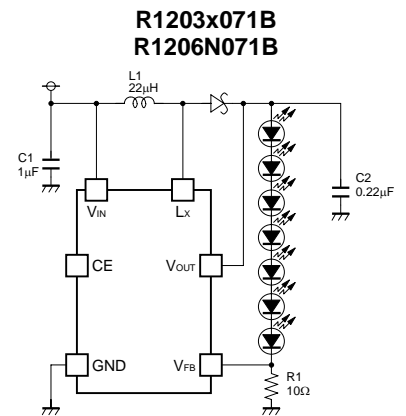 R1203x071B
R1206N071B
L1
22μH
C1
1μF
C2
0.22μF
VIN
LX
CE
VOUT
GND
VFB
R1
10Ω